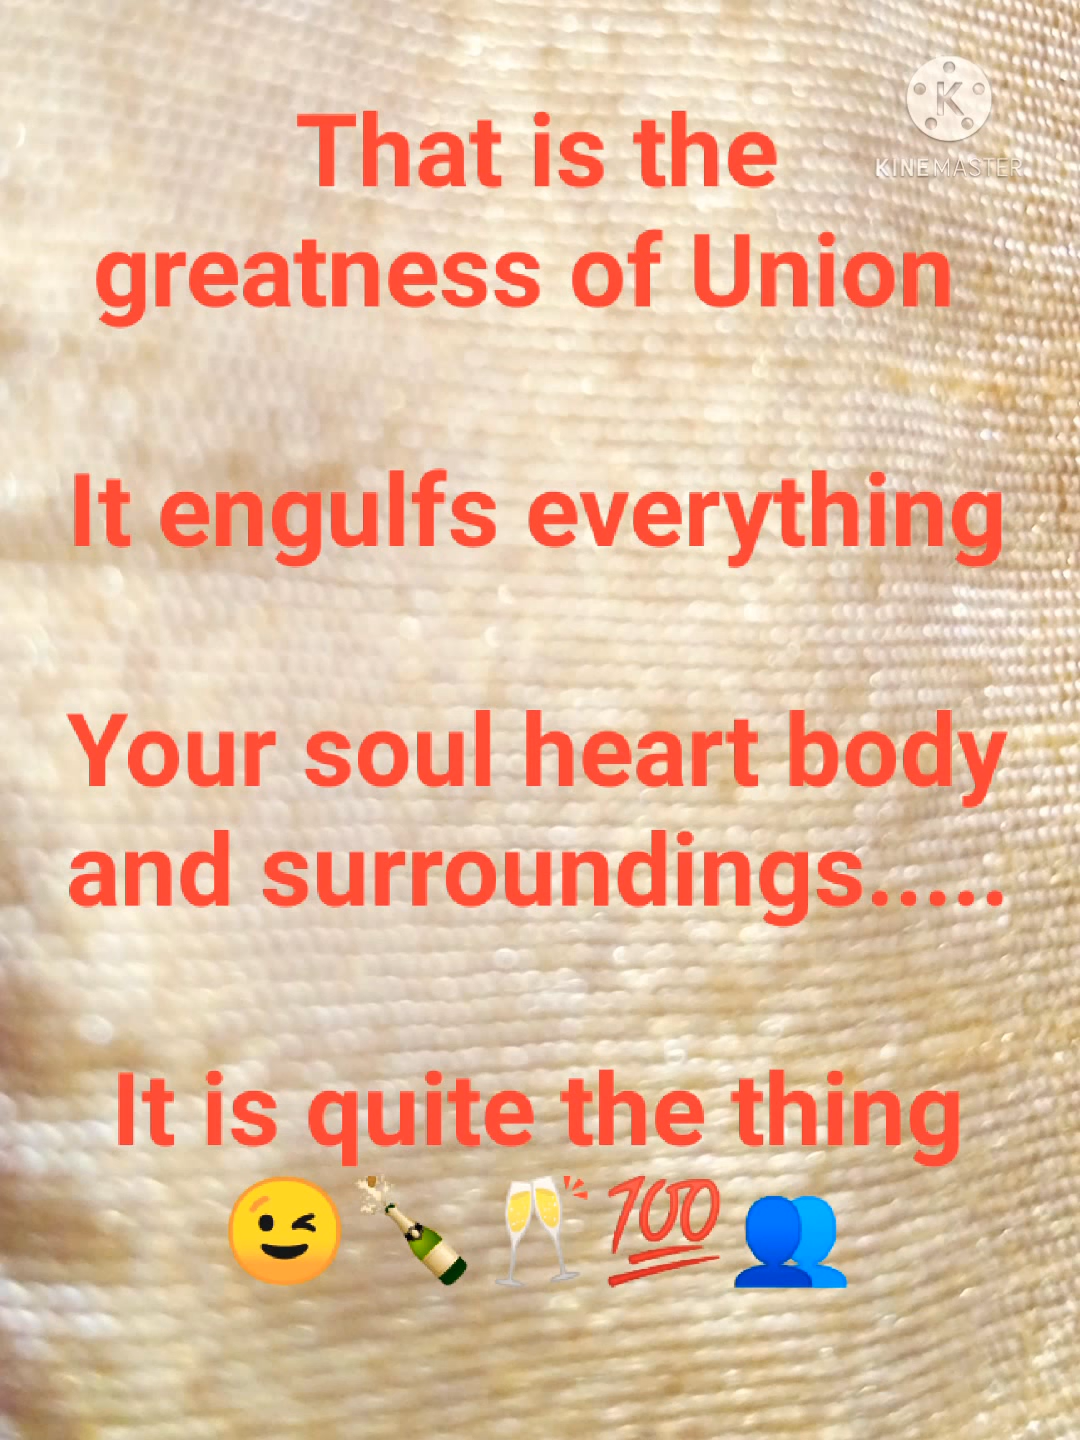 KINEMASTER
That is the
greatness of Union
It engulfs everything
Your soul heart body
and surroundings.....
It is quite the thing
😉🍾🥂💯👥